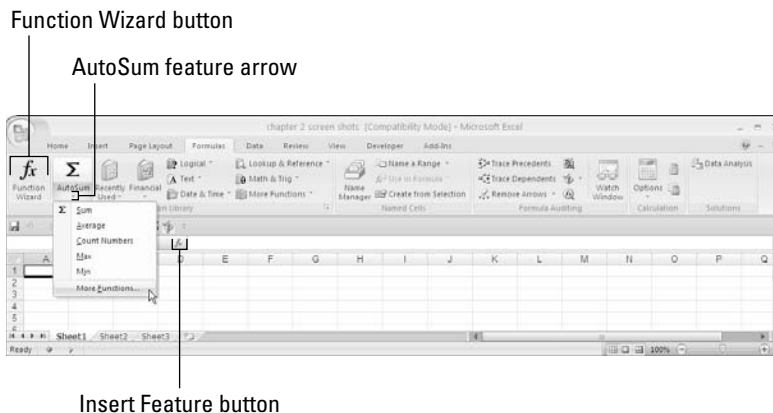 Function Wizard button
AutoSum feature arrow
chapter 2 screen shots [Compatibility Mode] - Microsoft Excel
Home Insert Page Layout Formulas Data Review View Developer Add-Ins
fx Σ Logical Lookup & Reference Name a Range Trace Precedents Data Analysis
Text Math & Trig Use in Formula Trace Dependents
Function Wizard AutoSum Recently Used Financial Date & Time More Functions Name Manager Create from Selection Remove Arrows Watch Window Options
Library Named Cells Formula Auditing Calculation Solutions
Σ Sum
Average
Count Numbers
Max
Min
More Functions...
fx
A D E F G H I J K L M N O P Q
1
2
3
4
5
6
Sheet1 Sheet2 Sheet3
Ready 100%
Insert Feature button